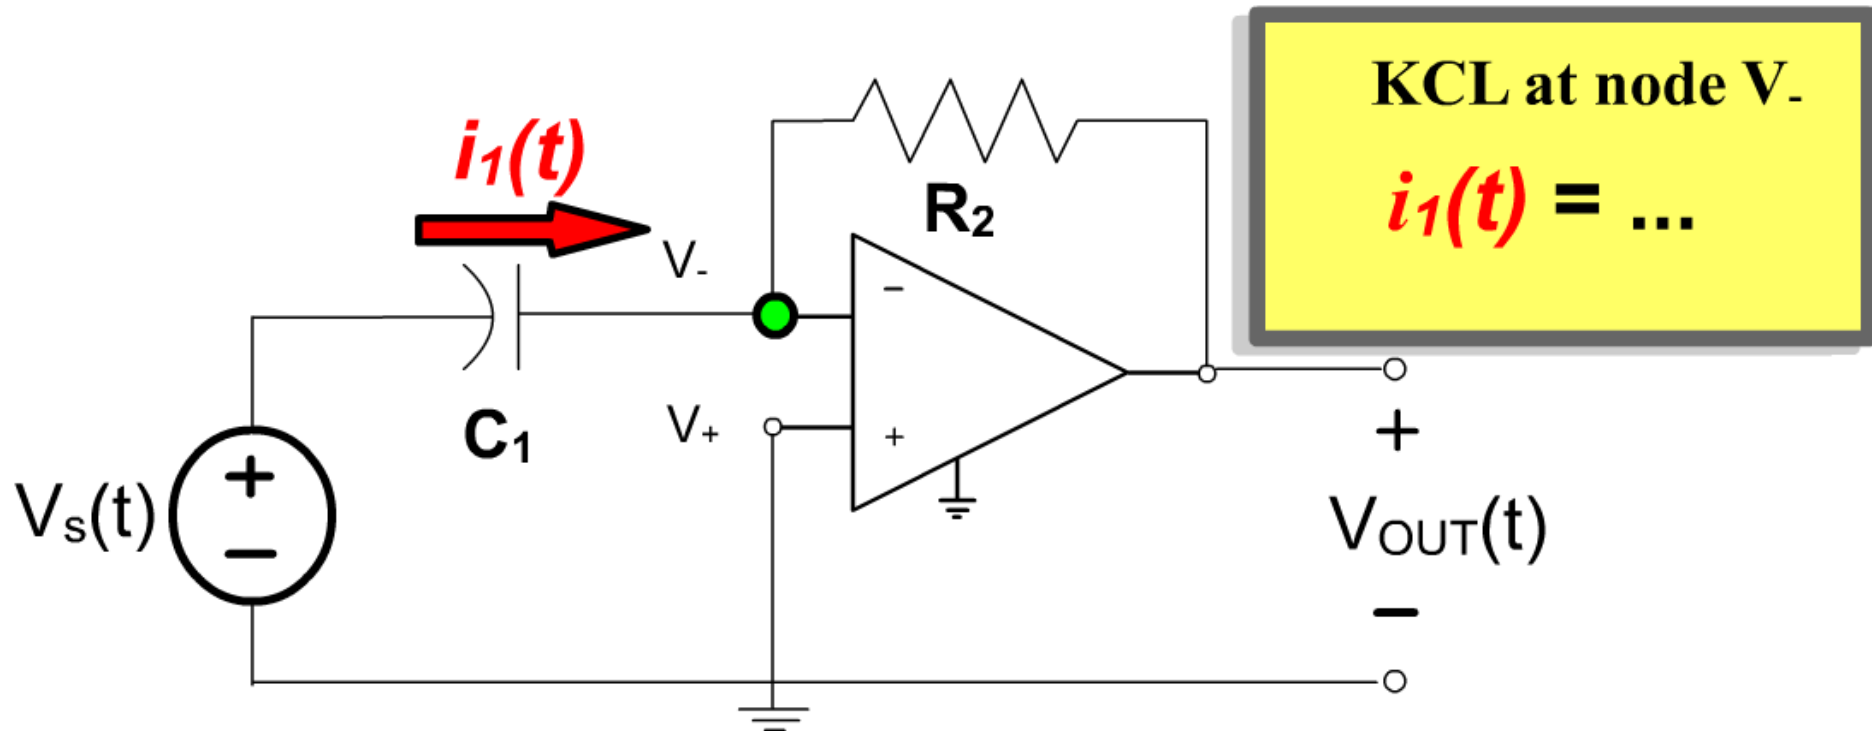 KCL at node V-
i1(t) = ...
i1(t)
R2
V-
−
C1
V+
+
Vs(t)
+
−
+
VOUT(t)
−